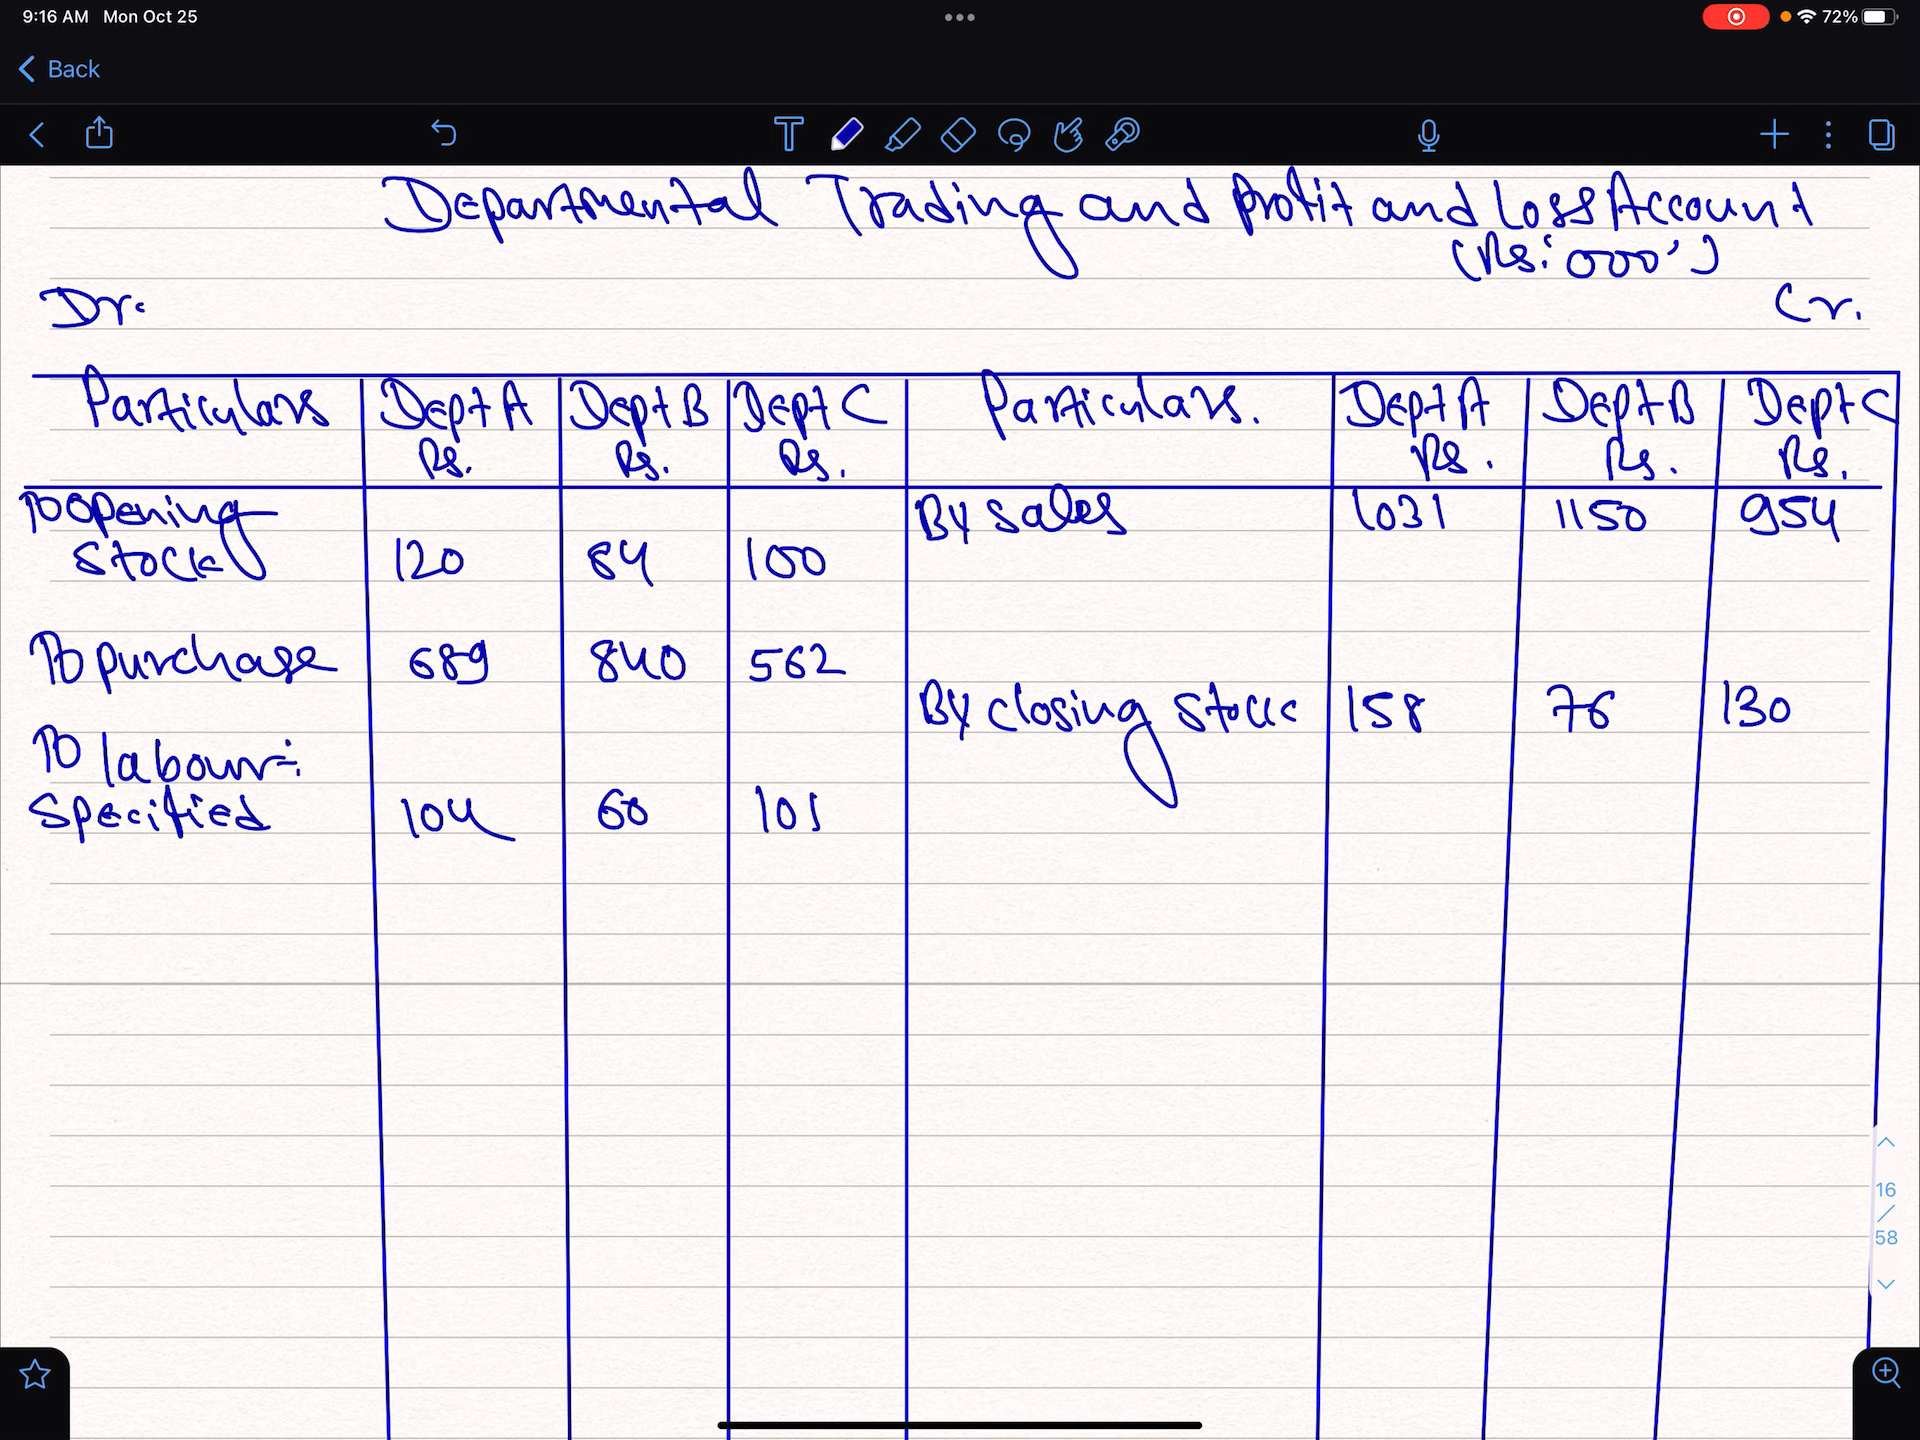 9:16 AM Mon Oct 25
72%
Back
Departmental Trading and Profit and Loss Account
(Rs: 000')
Dr. Cr.
Particulars Dept A Dept B Dept C Particulars. Dept A Dept B Dept C
Rs. Rs. Rs. Rs. Rs. Rs.
To Opening By Sales 1031 1150 954
Stock 120 84 100
To purchase 689 840 562
By closing Stock 158 76 130
To labour:
Specified 104 60 101
16
/
58